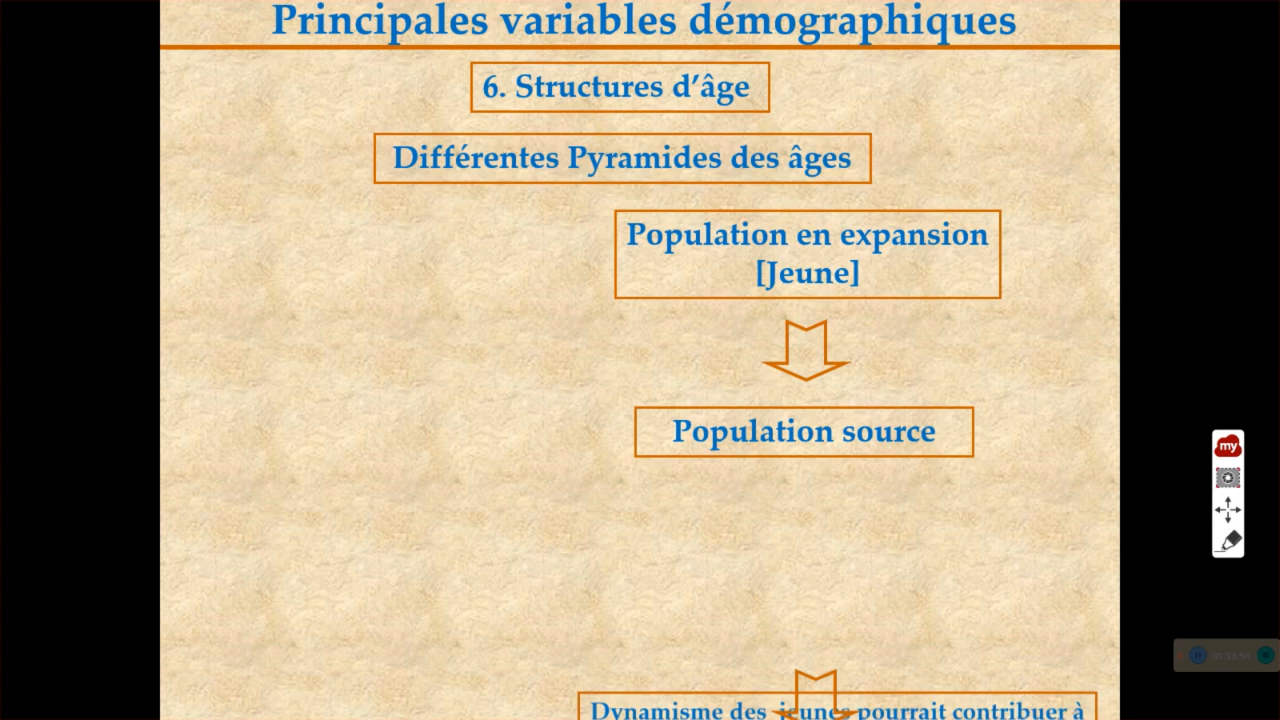 Principales variables démographiques
6. Structures d’âge
Différentes Pyramides des âges
Population en expansion
[Jeune]
Population source
Dynamisme des jeunes pourrait contribuer à
my